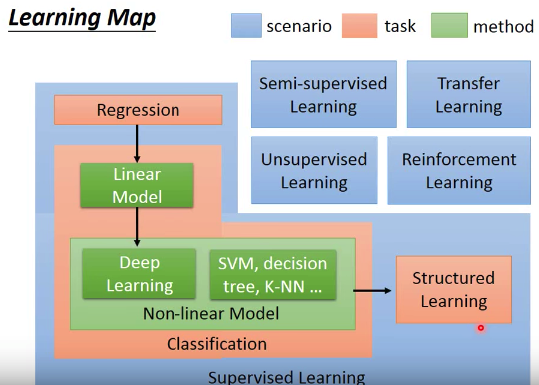 Learning Map
scenario
task
method
Regression
Semi-supervised
Learning
Transfer
Learning
Unsupervised
Learning
Reinforcement
Learning
Linear
Model
Deep
Learning
SVM, decision
tree, K-NN ...
Structured
Learning
Non-linear Model
Classification
Supervised Learning